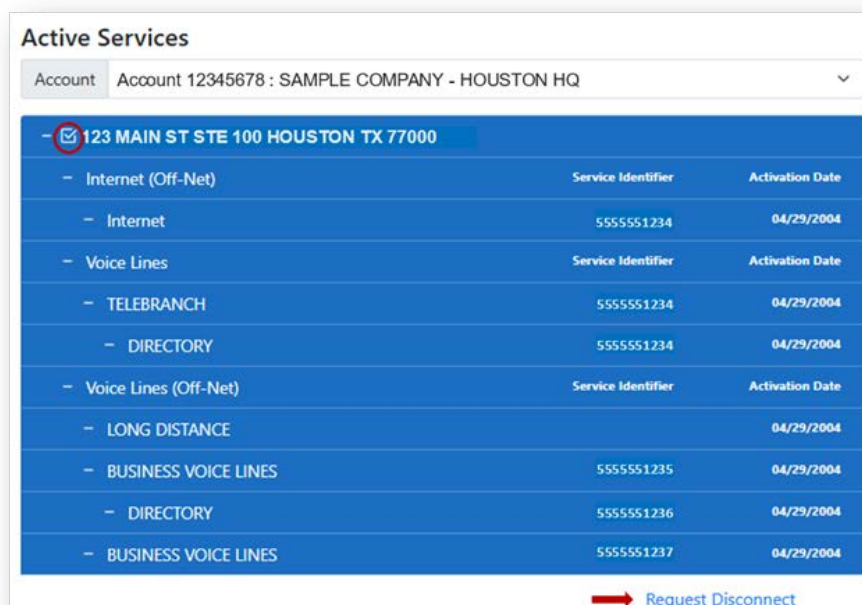 Active Services
Account Account 12345678 : SAMPLE COMPANY - HOUSTON HQ
- 123 MAIN ST STE 100 HOUSTON TX 77000
- Internet (Off-Net) Service Identifier Activation Date
- Internet 5555551234 04/29/2004
- Voice Lines Service Identifier Activation Date
- TELEBRANCH 5555551234 04/29/2004
- DIRECTORY 5555551234 04/29/2004
- Voice Lines (Off-Net) Service Identifier Activation Date
- LONG DISTANCE 04/29/2004
- BUSINESS VOICE LINES 5555551235 04/29/2004
- DIRECTORY 5555551236 04/29/2004
- BUSINESS VOICE LINES 5555551237 04/29/2004
Request Disconnect